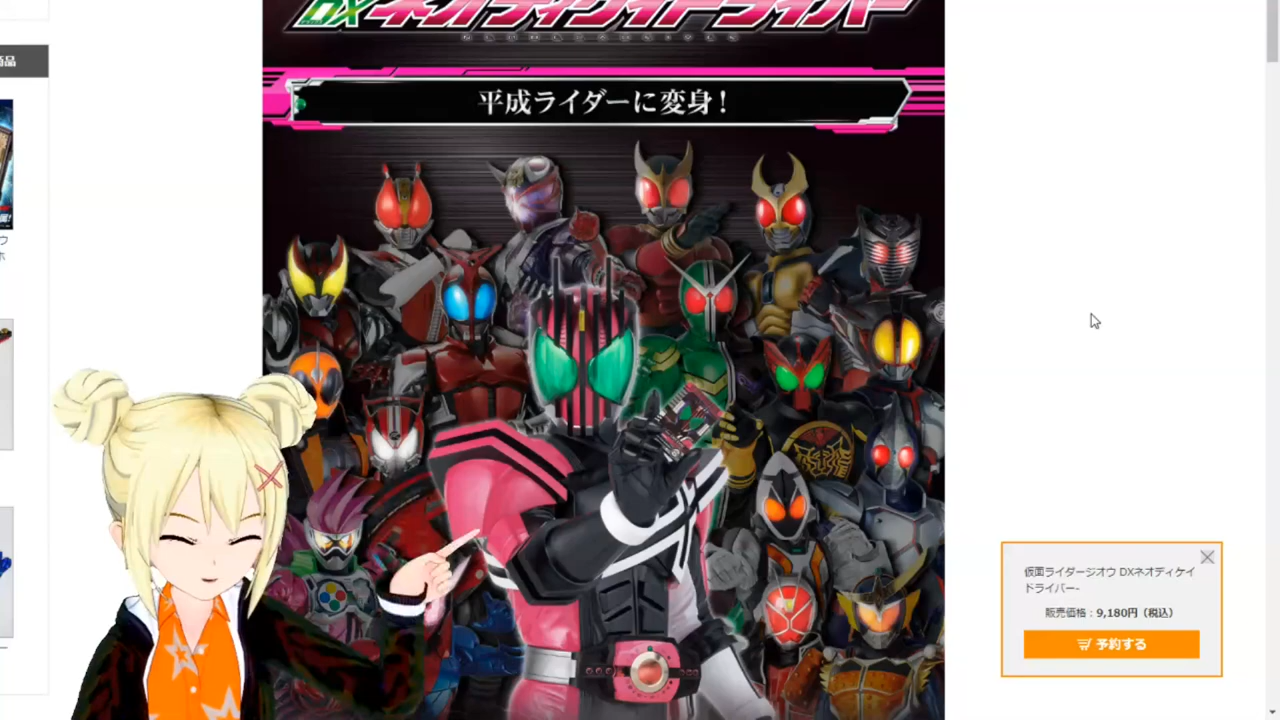 DXネオディケイドライバー
平成ライダーに変身！
商品
仮面ライダージオウ DXネオディケイ
ドライバー-
販売価格：9,180円（税込）
予約する